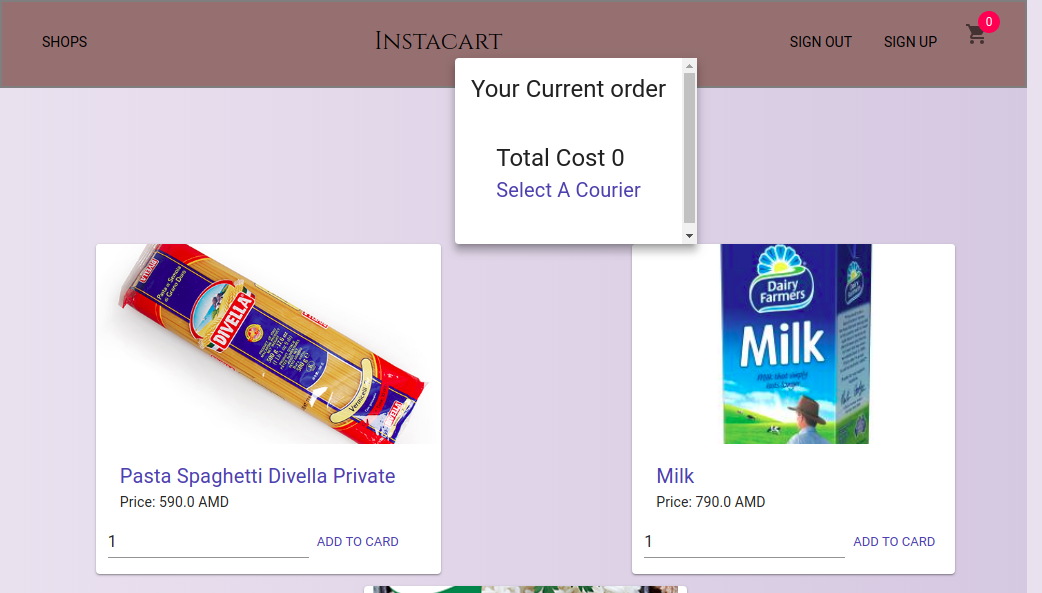 SHOPS
Instacart
SIGN OUT
SIGN UP
0
Your Current order
Total Cost 0
Select A Courier
DIVELLA
Vermicelli
Dairy
Farmers
Milk
Pasta Spaghetti Divella Private
Price: 590.0 AMD
1
ADD TO CARD
Milk
Price: 790.0 AMD
1
ADD TO CARD